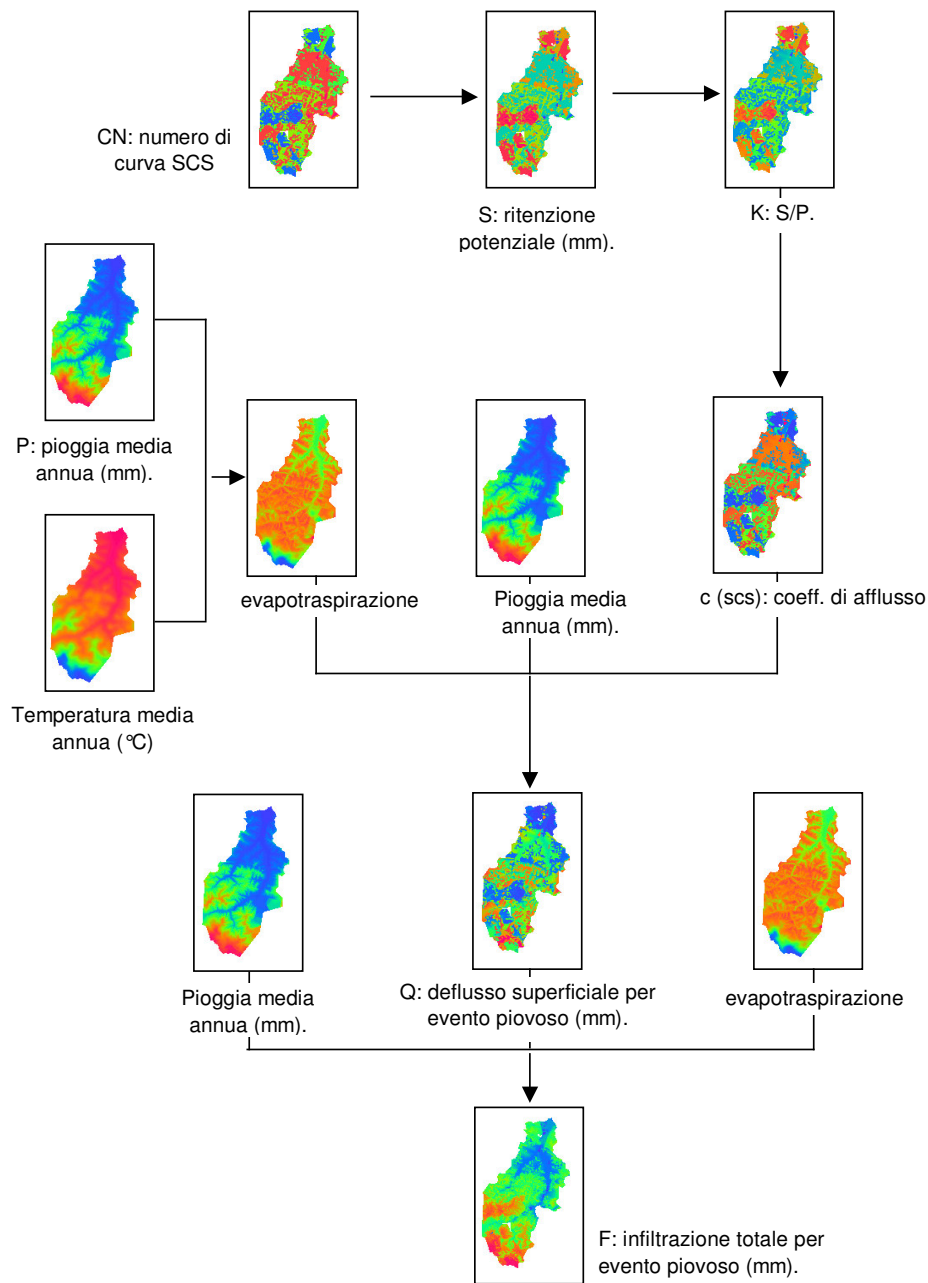 CN: numero di
curva SCS
S: ritenzione
potenziale (mm).
K: S/P.
P: pioggia media
annua (mm).
evapotraspirazione
Pioggia media
annua (mm).
c (scs): coeff. di afflusso
Temperatura media
annua (°C)
Pioggia media
annua (mm).
Q: deflusso superficiale per
evento piovoso (mm).
evapotraspirazione
F: infiltrazione totale per
evento piovoso (mm).